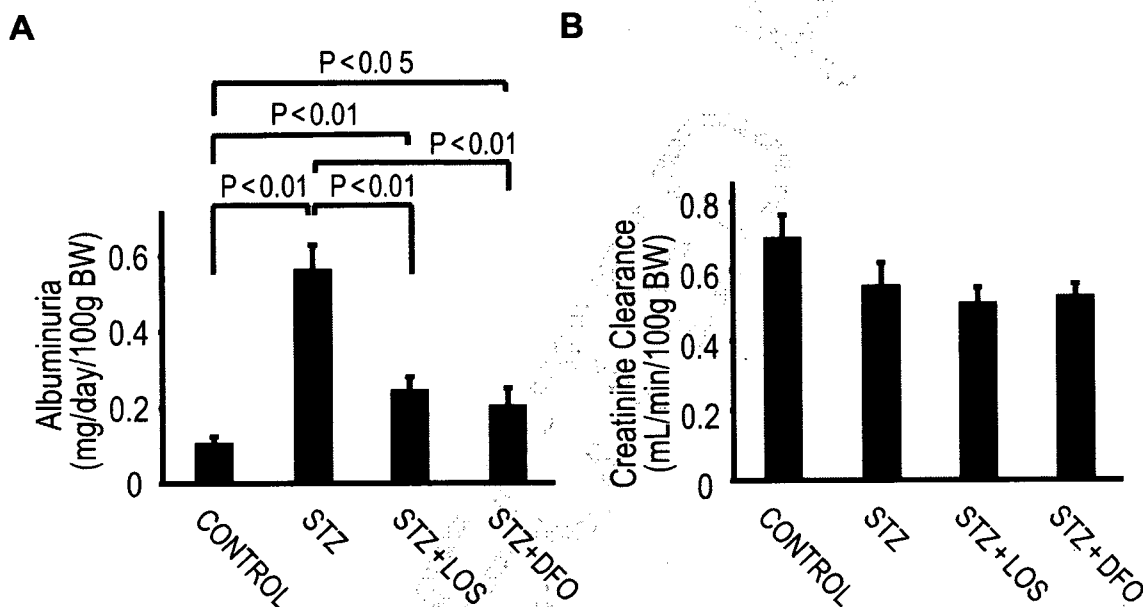 A
P<0.0 5
P<0.01
P<0.01
P<0.01 P<0.01
Albuminuria
(mg/day/100g BW)
0.6
0.4
0.2
0
CONTROL
STZ
STZ+LOS
STZ+DFO
B
Creatinine Clearance
(mL/min/100g BW)
0.8
0.6
0.4
0.2
0
CONTROL
STZ
STZ+LOS
STZ+DFO